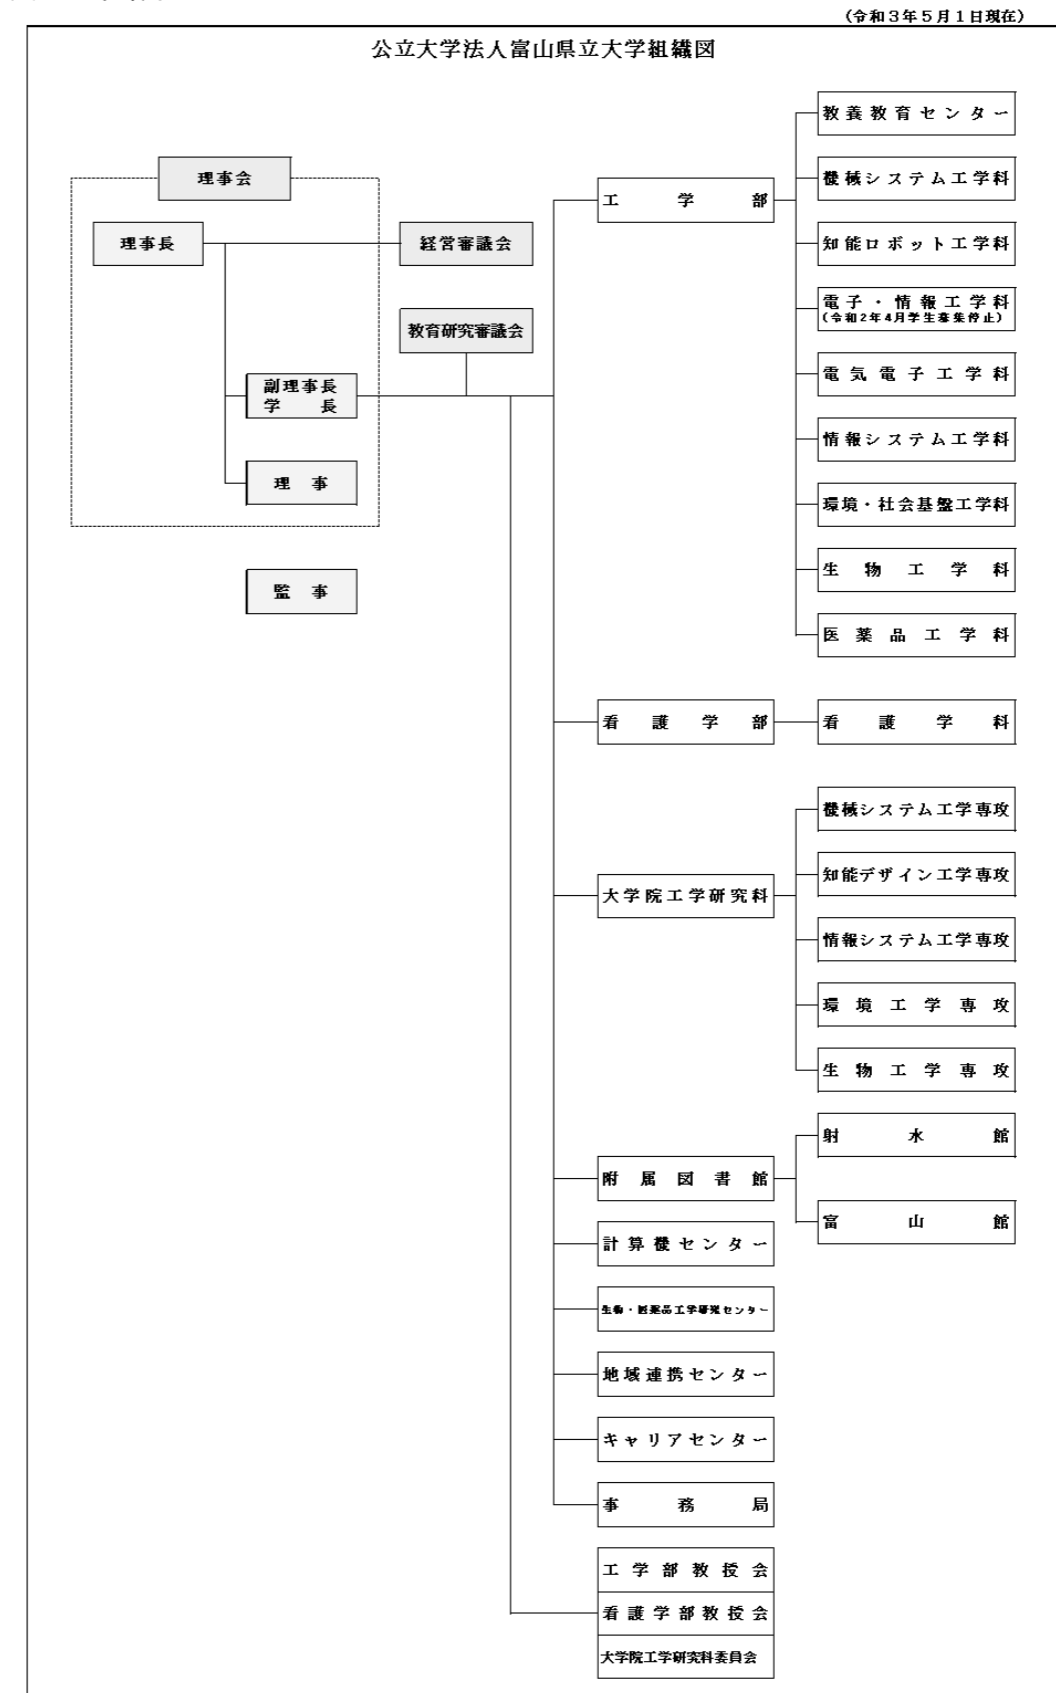 (令和３年５月１日現在)
公立大学法人富山県立大学組織図
理事会
理事長
経営審議会
教育研究審議会
副理事長
学長
理事
監事
工学部
教養教育センター
機械システム工学科
知能ロボット工学科
電子・情報工学科
(令和2年4月学生募集停止)
電気電子工学科
情報システム工学科
環境・社会基盤工学科
生物工学科
医薬品工学科
看護学部
看護学科
大学院工学研究科
機械システム工学専攻
知能デザイン工学専攻
情報システム工学専攻
環境工学専攻
生物工学専攻
附属図書館
射水館
富山館
計算機センター
生物・医薬品工学研究センター
地域連携センター
キャリアセンター
事務局
工学部教授会
看護学部教授会
大学院工学研究科委員会